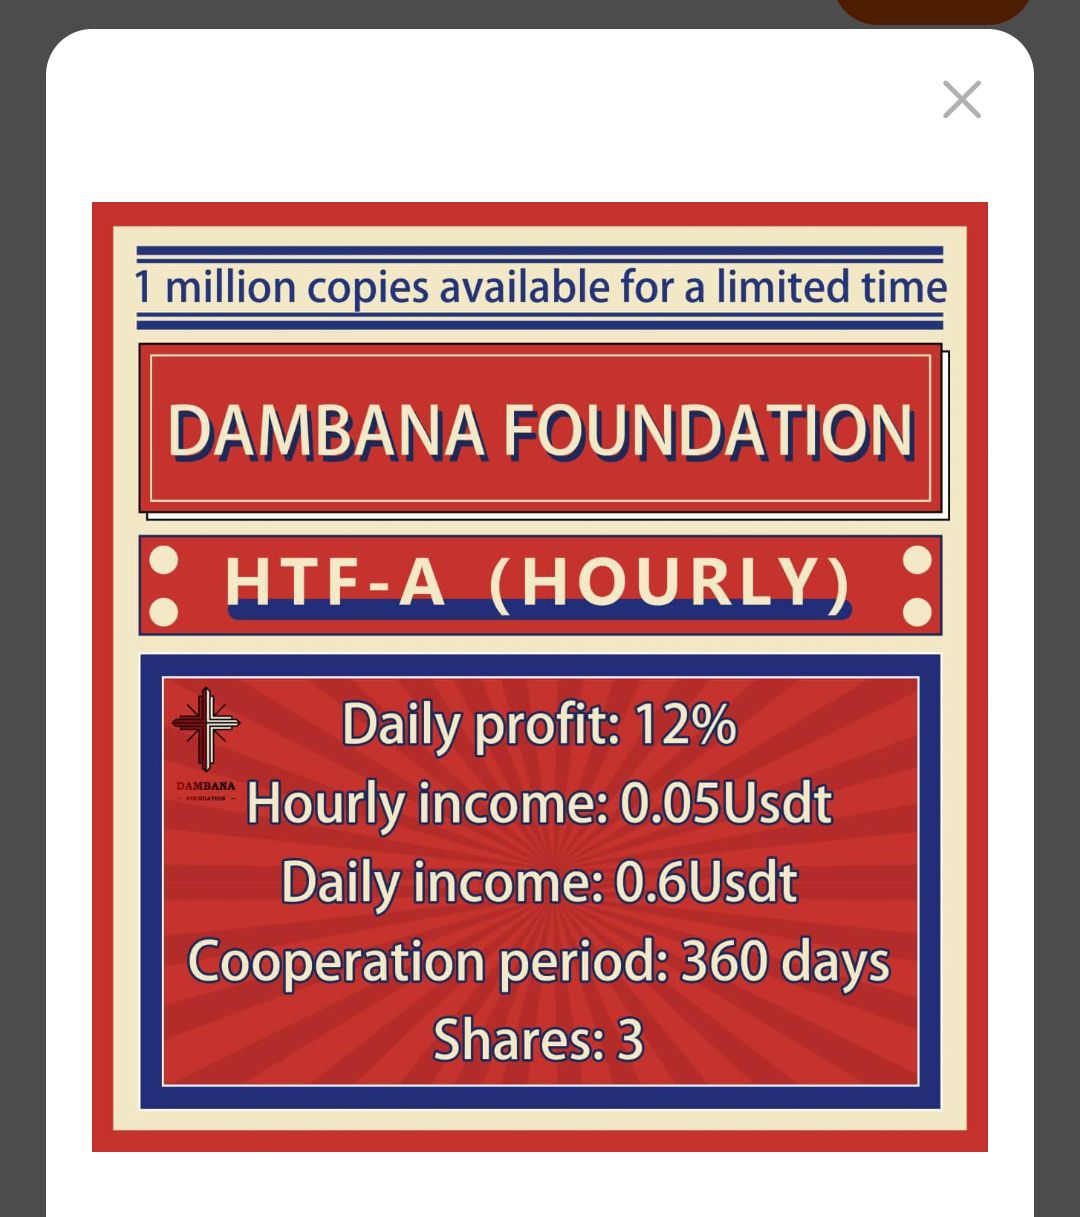 1 million copies available for a limited time
DAMBANA FOUNDATION
HTF-A (HOURLY)
DAMBANA
FOUNDATION
Daily profit: 12%
Hourly income: 0.05Usdt
Daily income: 0.6Usdt
Cooperation period: 360 days
Shares: 3